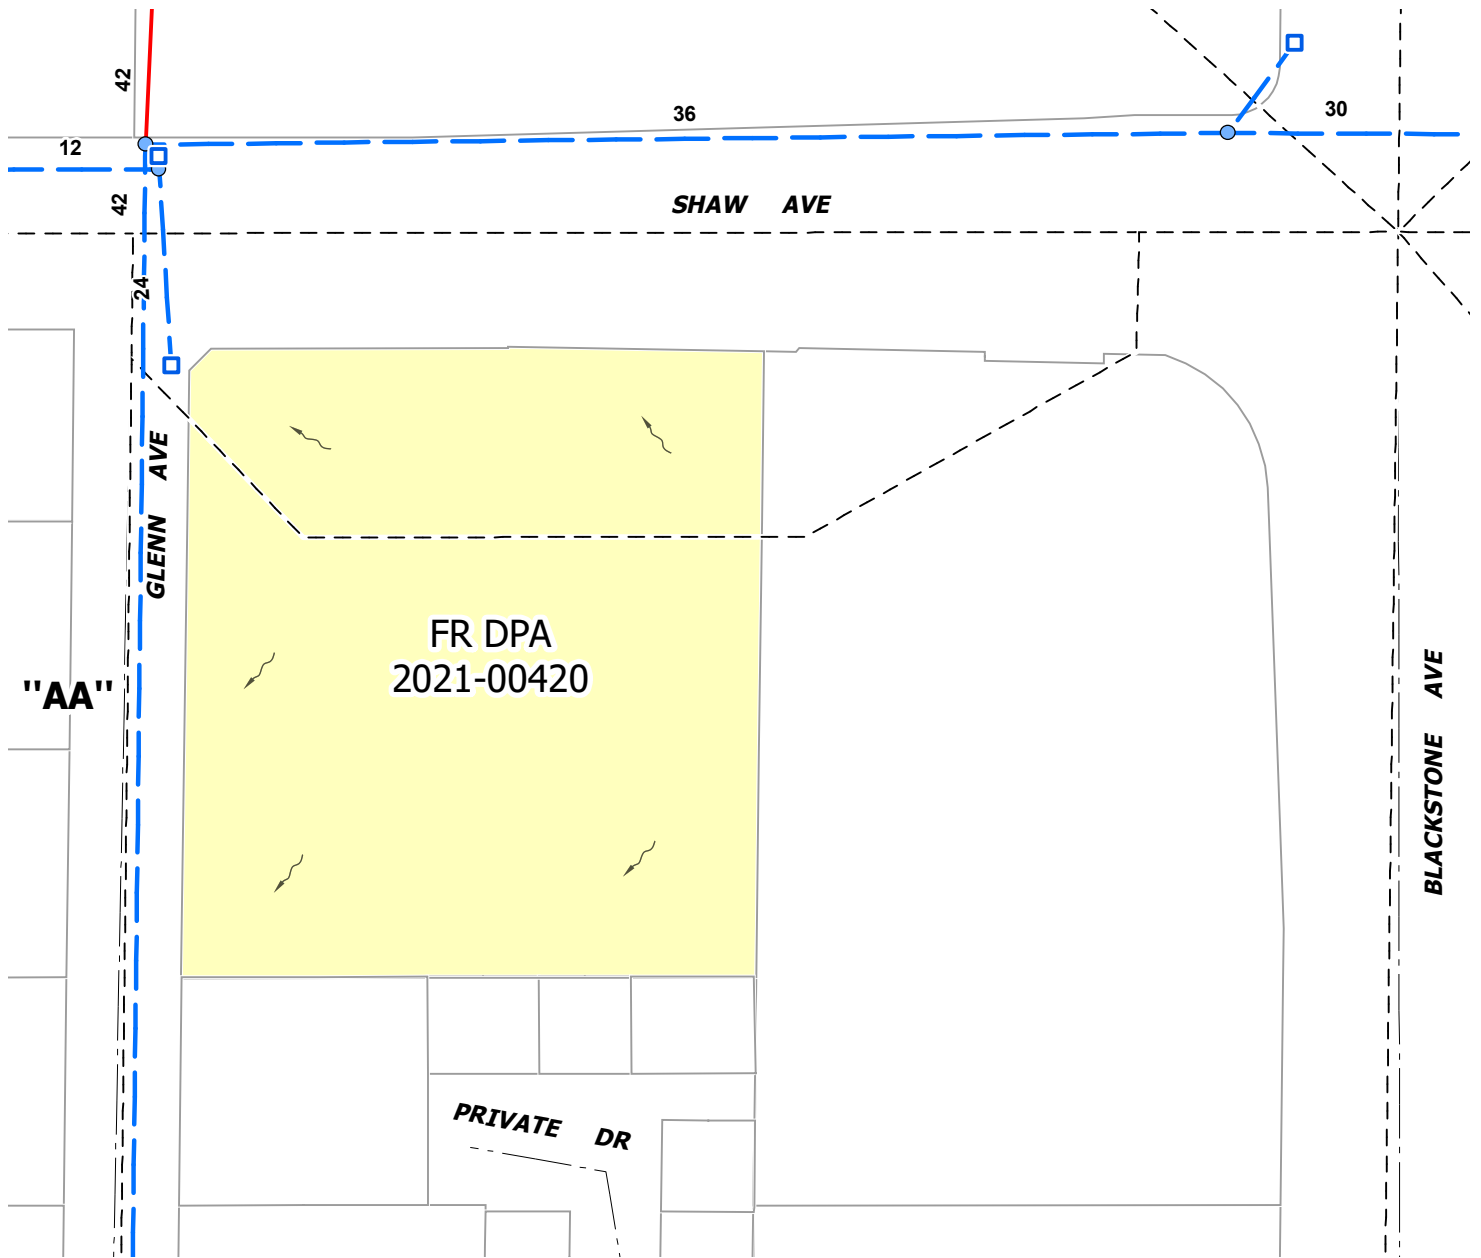 42
36
30
12
42
SHAW AVE
24
GLENN AVE
FR DPA
2021-00420
"AA"
BLACKSTONE AVE
PRIVATE DR